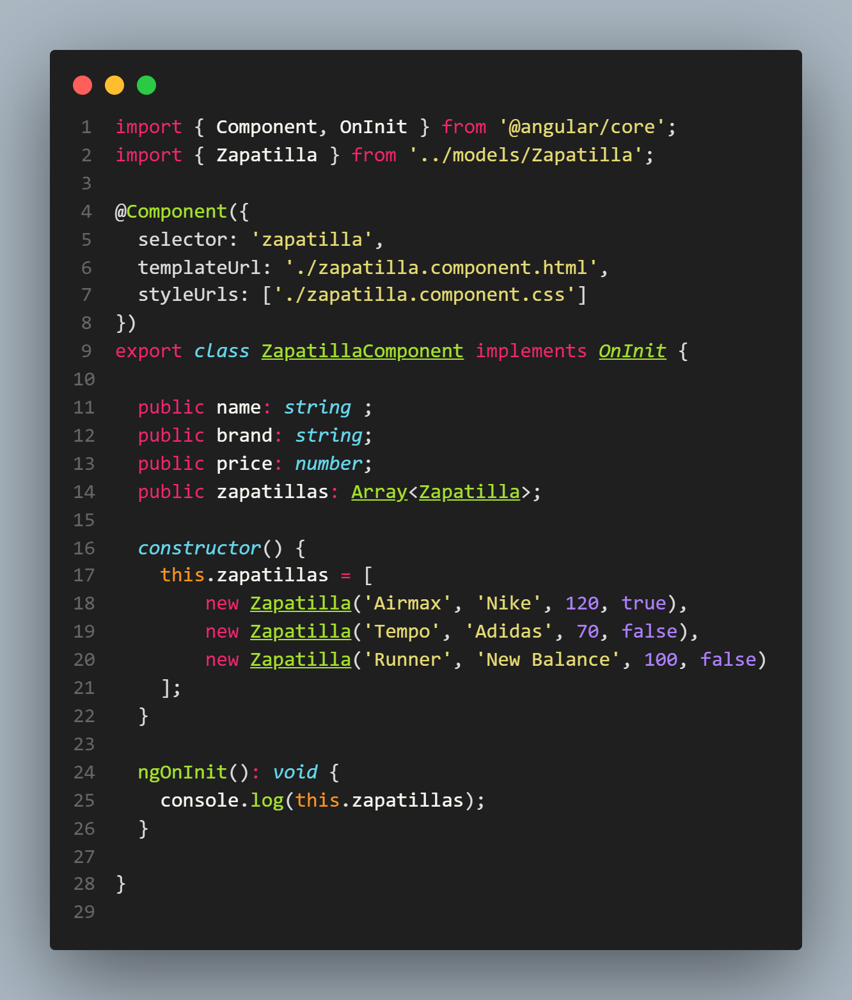 1 import { Component, OnInit } from '@angular/core';
2 import { Zapatilla } from '../models/Zapatilla';
3
4 @Component({
5   selector: 'zapatilla',
6   templateUrl: './zapatilla.component.html',
7   styleUrls: ['./zapatilla.component.css']
8 })
9 export class ZapatillaComponent implements OnInit {
10
11   public name: string ;
12   public brand: string;
13   public price: number;
14   public zapatillas: Array<Zapatilla>;
15
16   constructor() {
17     this.zapatillas = [
18         new Zapatilla('Airmax', 'Nike', 120, true),
19         new Zapatilla('Tempo', 'Adidas', 70, false),
20         new Zapatilla('Runner', 'New Balance', 100, false)
21     ];
22   }
23
24   ngOnInit(): void {
25     console.log(this.zapatillas);
26   }
27
28 }
29